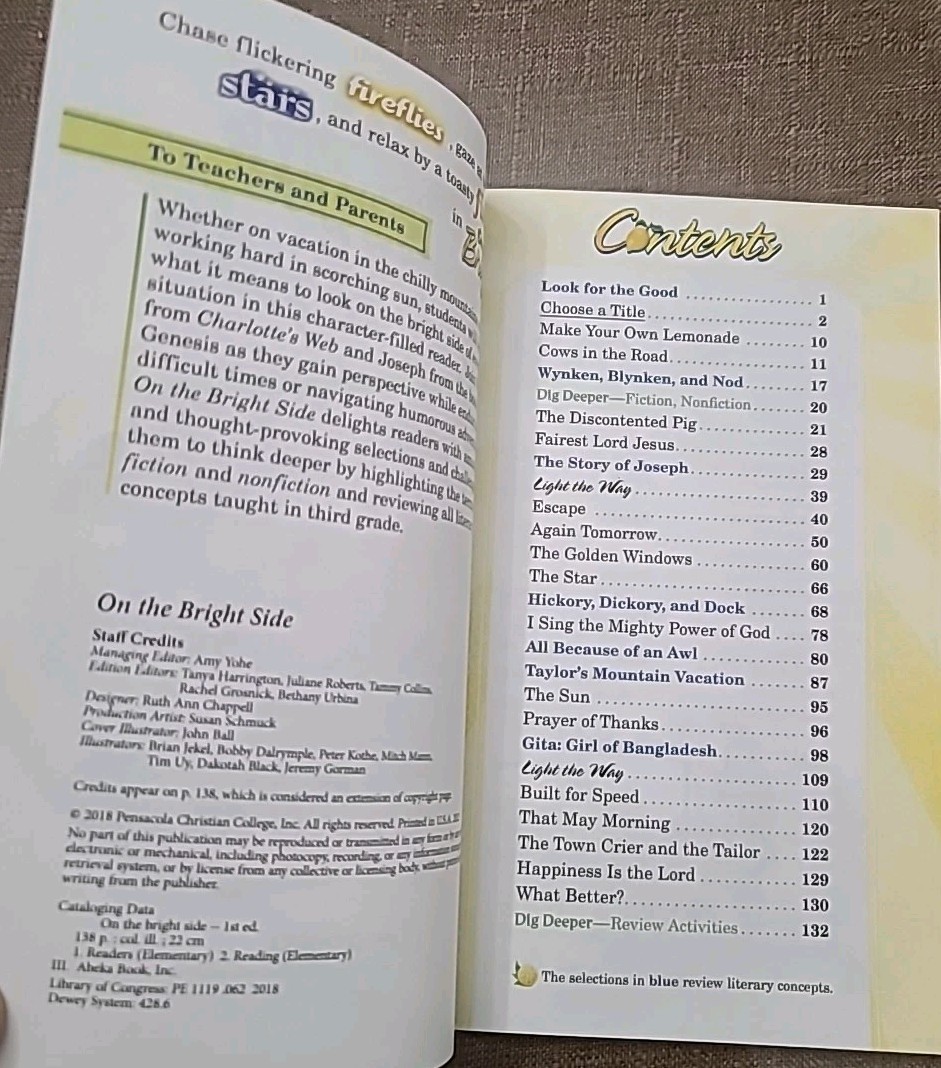 Chase flickering fireflies, gaze
stars, and relax by a toasty
in
To Teachers and Parents
Whether on vacation in the chilly
working hard in scorching sun, students
what it means to look on the bright side of
situation in this character-filled reader.
from Charlotte's Web and Joseph from the
Genesis as they gain perspective while
difficult times or navigating humorous
On the Bright Side delights readers with
and thought-provoking selections and
them to think deeper by highlighting the
fiction and nonfiction and reviewing all
concepts taught in third grade.
On the Bright Side
Staff Credits
Managing Editor: Amy Yohe
Edition Editors: Tanya Harrington, Juliane Roberts, Tammy Collins,
Rachel Grosnick, Bethany Urbina
Designer: Ruth Ann Chappell
Production Artist: Susan Schmuck
Cover Illustrator: John Ball
Illustrators: Brian Jekel, Bobby Dalrymple, Peter Kothe, Mitch
Tim Uy, Dakotah Black, Jeremy Gorman
Credits appear on p. 138, which is considered an extension of copyright page.
© 2018 Pensacola Christian College, Inc. All rights reserved. Printed in U.S.A.
No part of this publication may be reproduced or transmitted in any form or by
electronic or mechanical, including photocopy, recording, or any
retrieval system, or by license from any collective or licensing body, without
writing from the publisher.
Cataloging Data
On the bright side – 1st ed.
138 p. : col. ill. ; 22 cm
1. Readers (Elementary) 2. Reading (Elementary)
III. Abeka Book, Inc.
Library of Congress: PE 1119 .O62 2018
Dewey System: 428.6
Contents
Look for the Good .................. 1
Choose a Title ..................... 2
Make Your Own Lemonade ........ 10
Cows in the Road................. 11
Wynken, Blynken, and Nod....... 17
Dig Deeper—Fiction, Nonfiction....... 20
The Discontented Pig.............. 21
Fairest Lord Jesus................. 28
The Story of Joseph............... 29
Light the Way..................... 39
Escape .......................... 40
Again Tomorrow.................. 50
The Golden Windows ............. 60
The Star......................... 66
Hickory, Dickory, and Dock ....... 68
I Sing the Mighty Power of God .... 78
All Because of an Awl ............. 80
Taylor's Mountain Vacation ....... 87
The Sun ......................... 95
Prayer of Thanks.................. 96
Gita: Girl of Bangladesh........... 98
Light the Way.................... 109
Built for Speed .................. 110
That May Morning ............... 120
The Town Crier and the Tailor .... 122
Happiness Is the Lord ............ 129
What Better?..................... 130
Dig Deeper—Review Activities....... 132
The selections in blue review literary concepts.